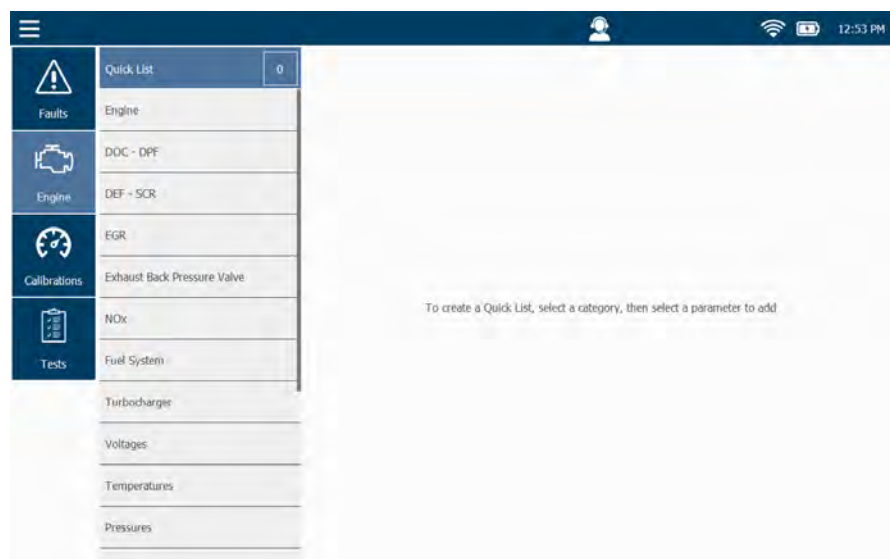 12:53 PM
Faults
Engine
Calibrations
Tests
Quick List 0
Engine
DOC - DPF
DEF - SCR
EGR
Exhaust Back Pressure Valve
NOx
Fuel System
Turbocharger
Voltages
Temperatures
Pressures
To create a Quick List, select a category, then select a parameter to add